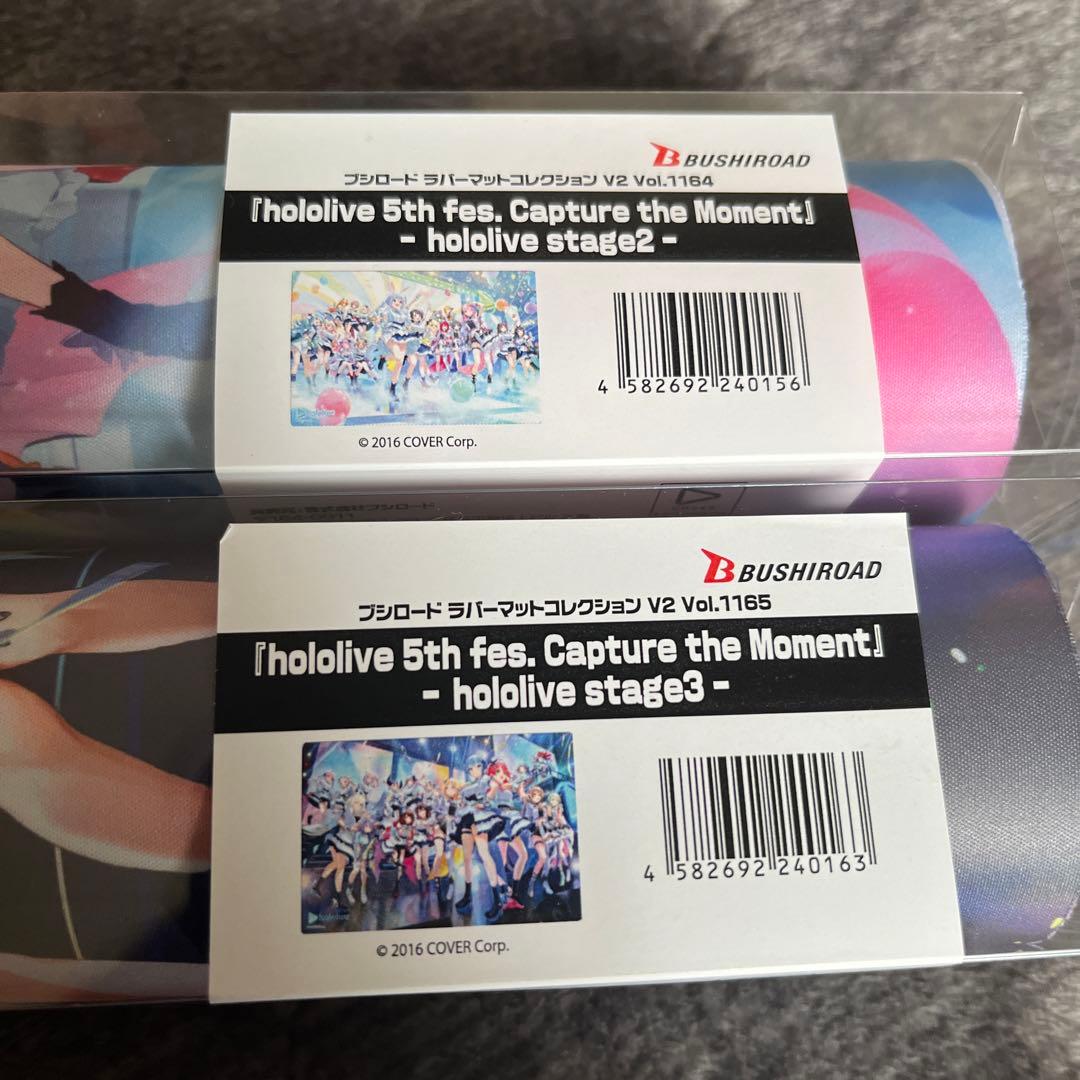 BUSHIROAD
ブシロード ラバーマットコレクション V2 Vol.1164
『hololive 5th fes. Capture the Moment』
- hololive stage2 -
4 582692 240156
© 2016 COVER Corp.
BUSHIROAD
ブシロード ラバーマットコレクション V2 Vol.1165
『hololive 5th fes. Capture the Moment』
- hololive stage3 -
4 582692 240163
© 2016 COVER Corp.